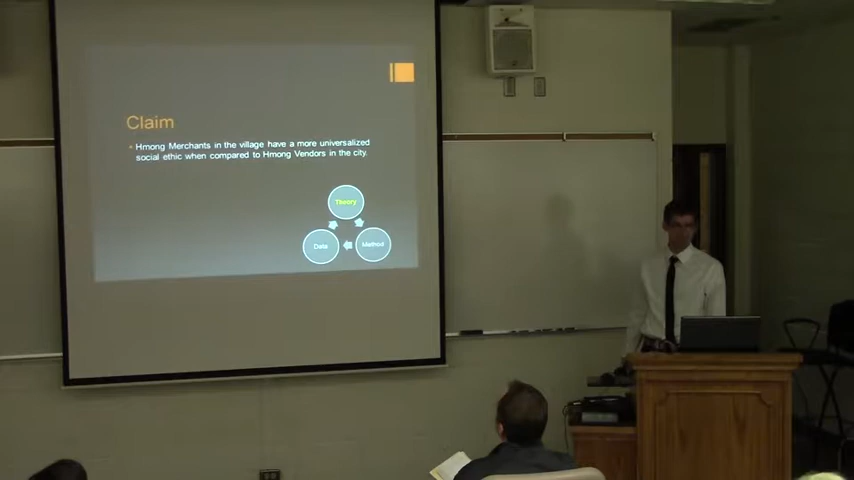 Claim
Hmong Merchants in the village have a more universalized
social ethic when compared to Hmong Vendors in the city.
Theory
Data
Method